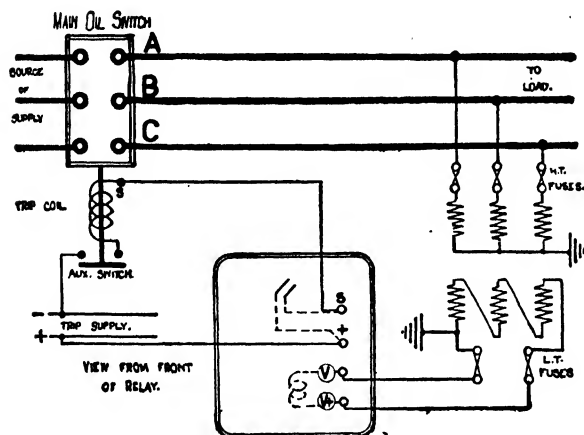 MAIN OIL SWITCH
A
SOURCE
OF
SUPPLY
B
C
TO
LOAD.
H.T.
FUSES.
S
TRIP COIL
AUX. SWITCH.
-
+
TRIP SUPPLY.
VIEW FROM FRONT
OF RELAY.
S
+
V
V+
L.T.
FUSES